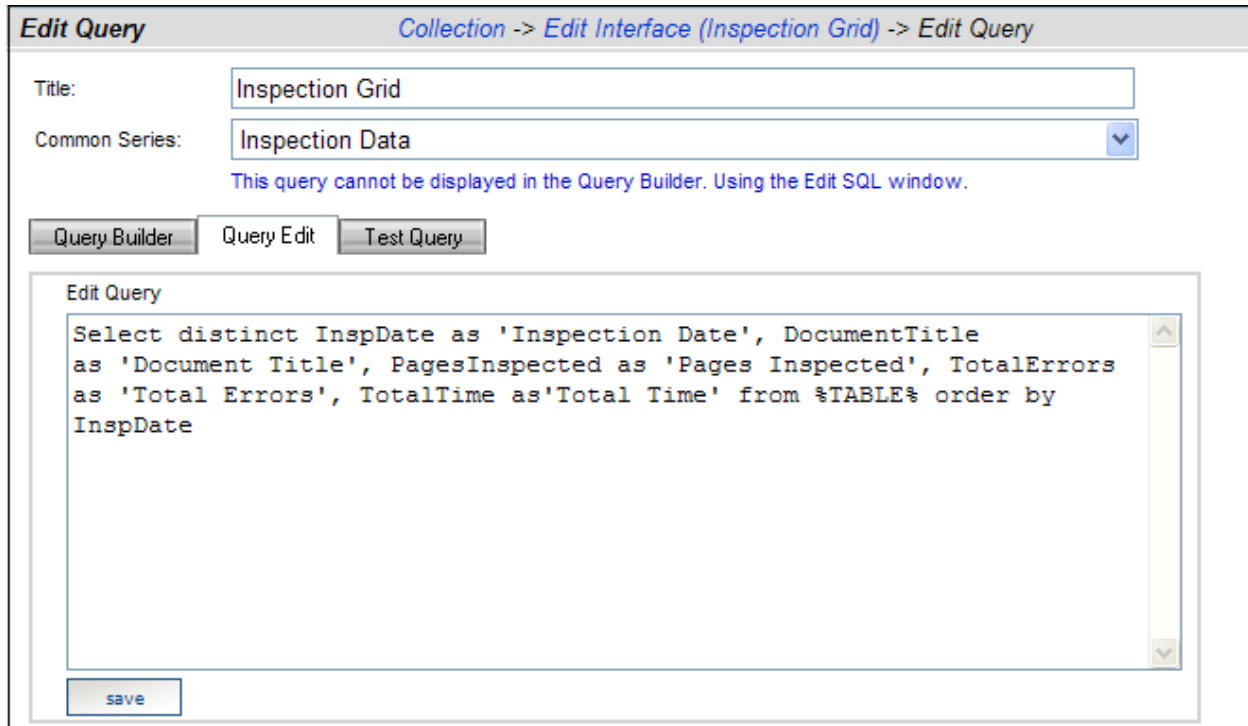 Edit Query Collection -> Edit Interface (Inspection Grid) -> Edit Query
Title: Inspection Grid
Common Series: Inspection Data
This query cannot be displayed in the Query Builder. Using the Edit SQL window.
Query Builder Query Edit Test Query
Edit Query
Select distinct InspDate as 'Inspection Date', DocumentTitle
as 'Document Title', PagesInspected as 'Pages Inspected', TotalErrors
as 'Total Errors', TotalTime as'Total Time' from %TABLE% order by
InspDate
save